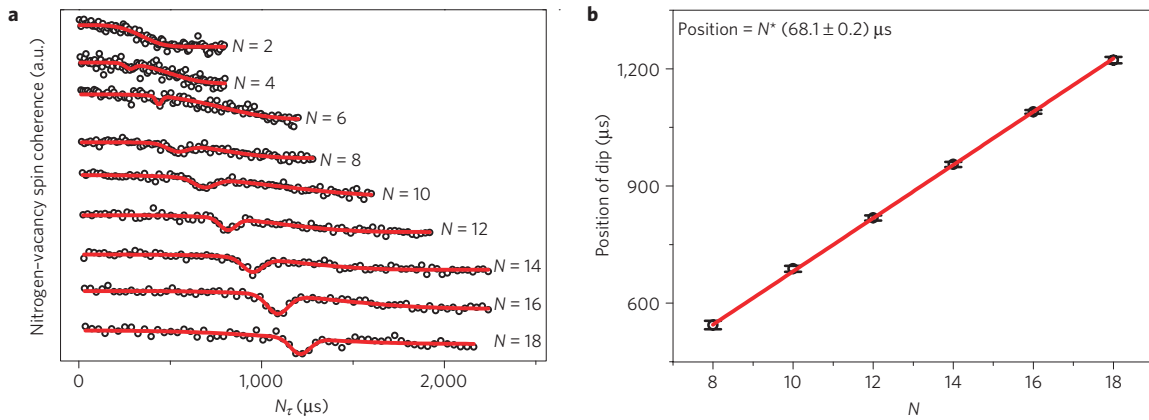 a
Nitrogen–vacancy spin coherence (a.u.)
N = 2
N = 4
N = 6
N = 8
N = 10
N = 12
N = 14
N = 16
N = 18
0 1,000 2,000
Nτ (μs)
b
Position = N* (68.1 ± 0.2) μs
Position of dip (μs)
1,200
900
600
8 10 12 14 16 18
N